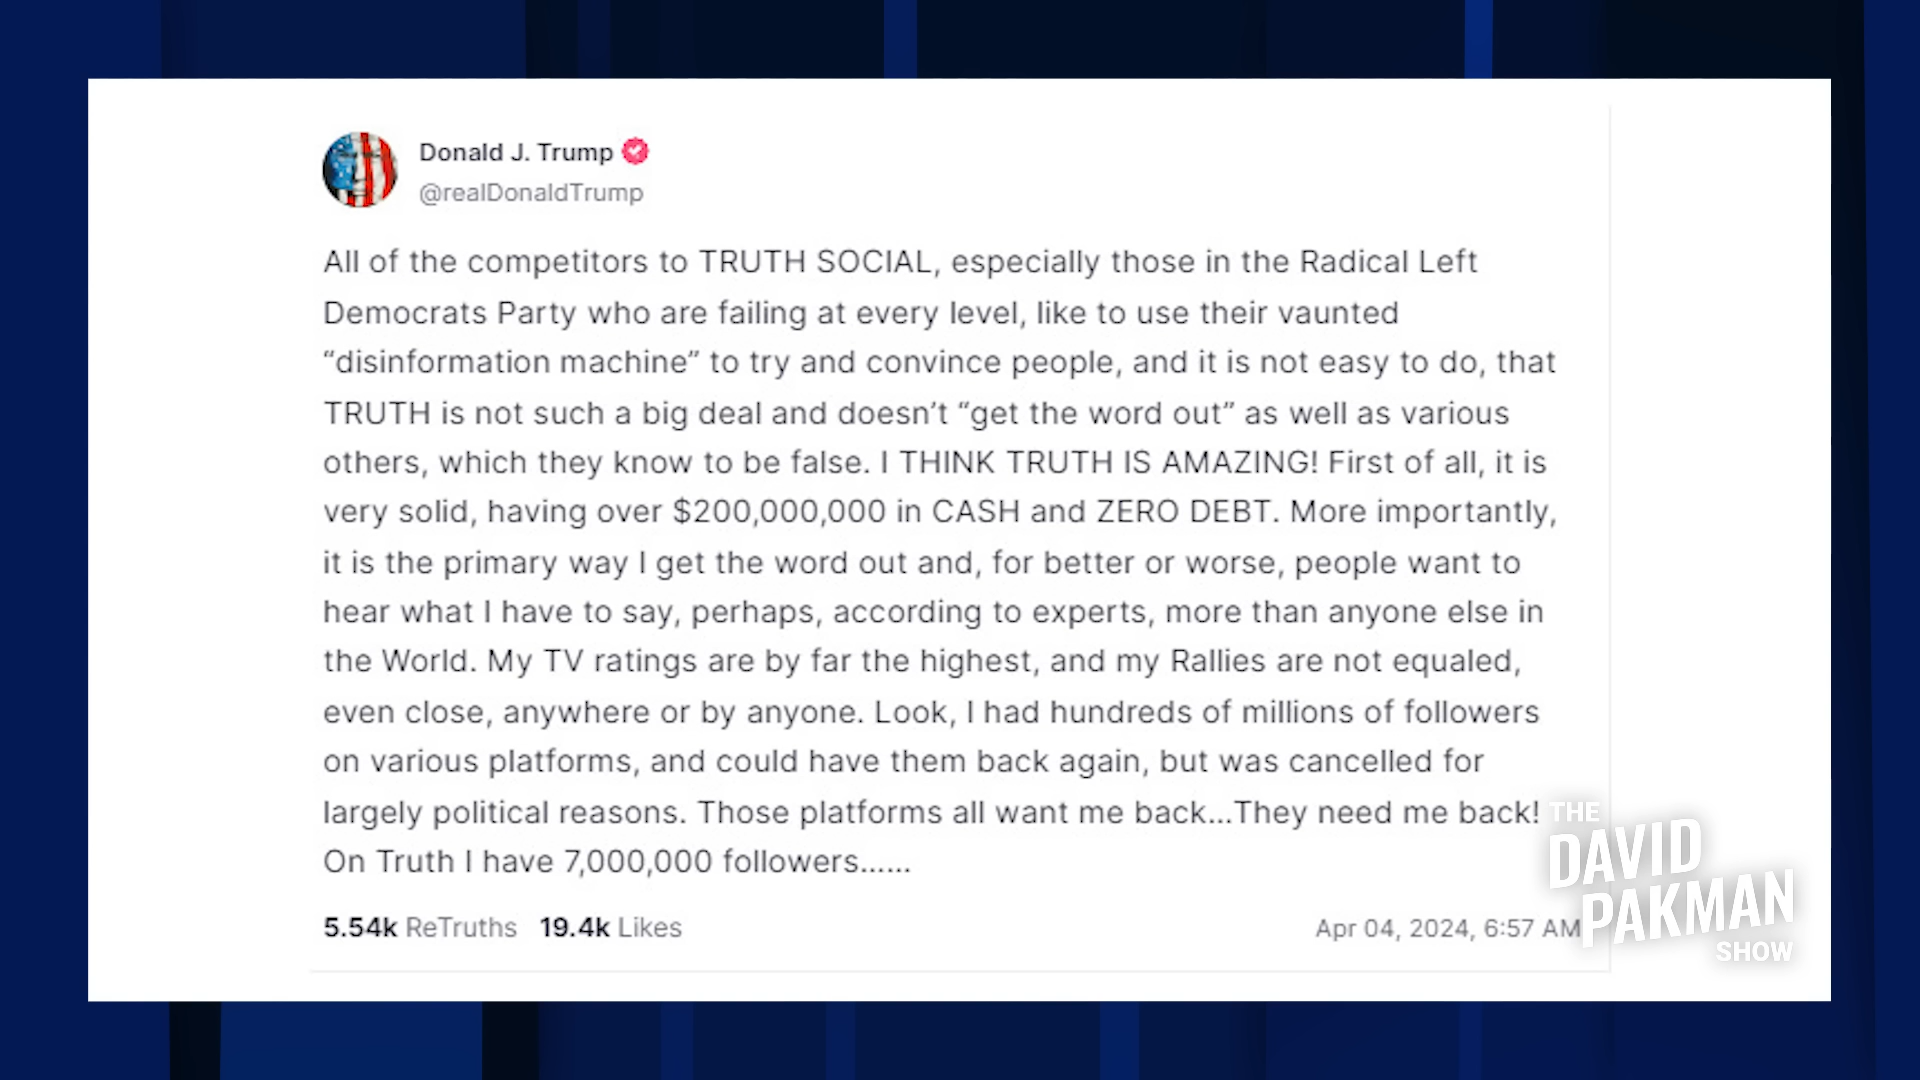 Donald J. Trump
@realDonaldTrump
All of the competitors to TRUTH SOCIAL, especially those in the Radical Left
Democrats Party who are failing at every level, like to use their vaunted
“disinformation machine” to try and convince people, and it is not easy to do, that
TRUTH is not such a big deal and doesn’t “get the word out” as well as various
others, which they know to be false. I THINK TRUTH IS AMAZING! First of all, it is
very solid, having over $200,000,000 in CASH and ZERO DEBT. More importantly,
it is the primary way I get the word out and, for better or worse, people want to
hear what I have to say, perhaps, according to experts, more than anyone else in
the World. My TV ratings are by far the highest, and my Rallies are not equaled,
even close, anywhere or by anyone. Look, I had hundreds of millions of followers
on various platforms, and could have them back again, but was cancelled for
largely political reasons. Those platforms all want me back...They need me back!
On Truth I have 7,000,000 followers......
5.54k ReTruths 19.4k Likes
Apr 04, 2024, 6:57 AM
THE
DAVID
PAKMAN
SHOW